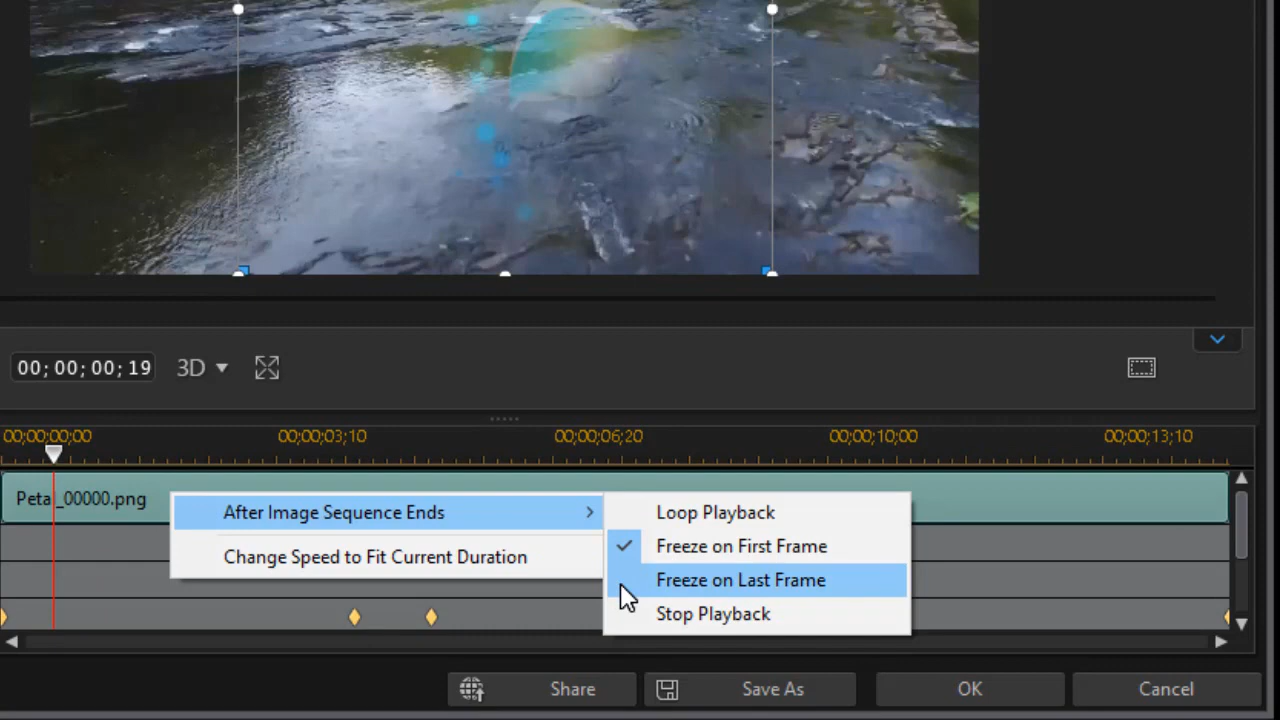 00;00;00;19
3D
00;00;00;00
00;00;03;10
00;00;06;20
00;00;10;00
00;00;13;10
Petal_00000.png
After Image Sequence Ends
Change Speed to Fit Current Duration
Loop Playback
Freeze on First Frame
Freeze on Last Frame
Stop Playback
Share
Save As
OK
Cancel